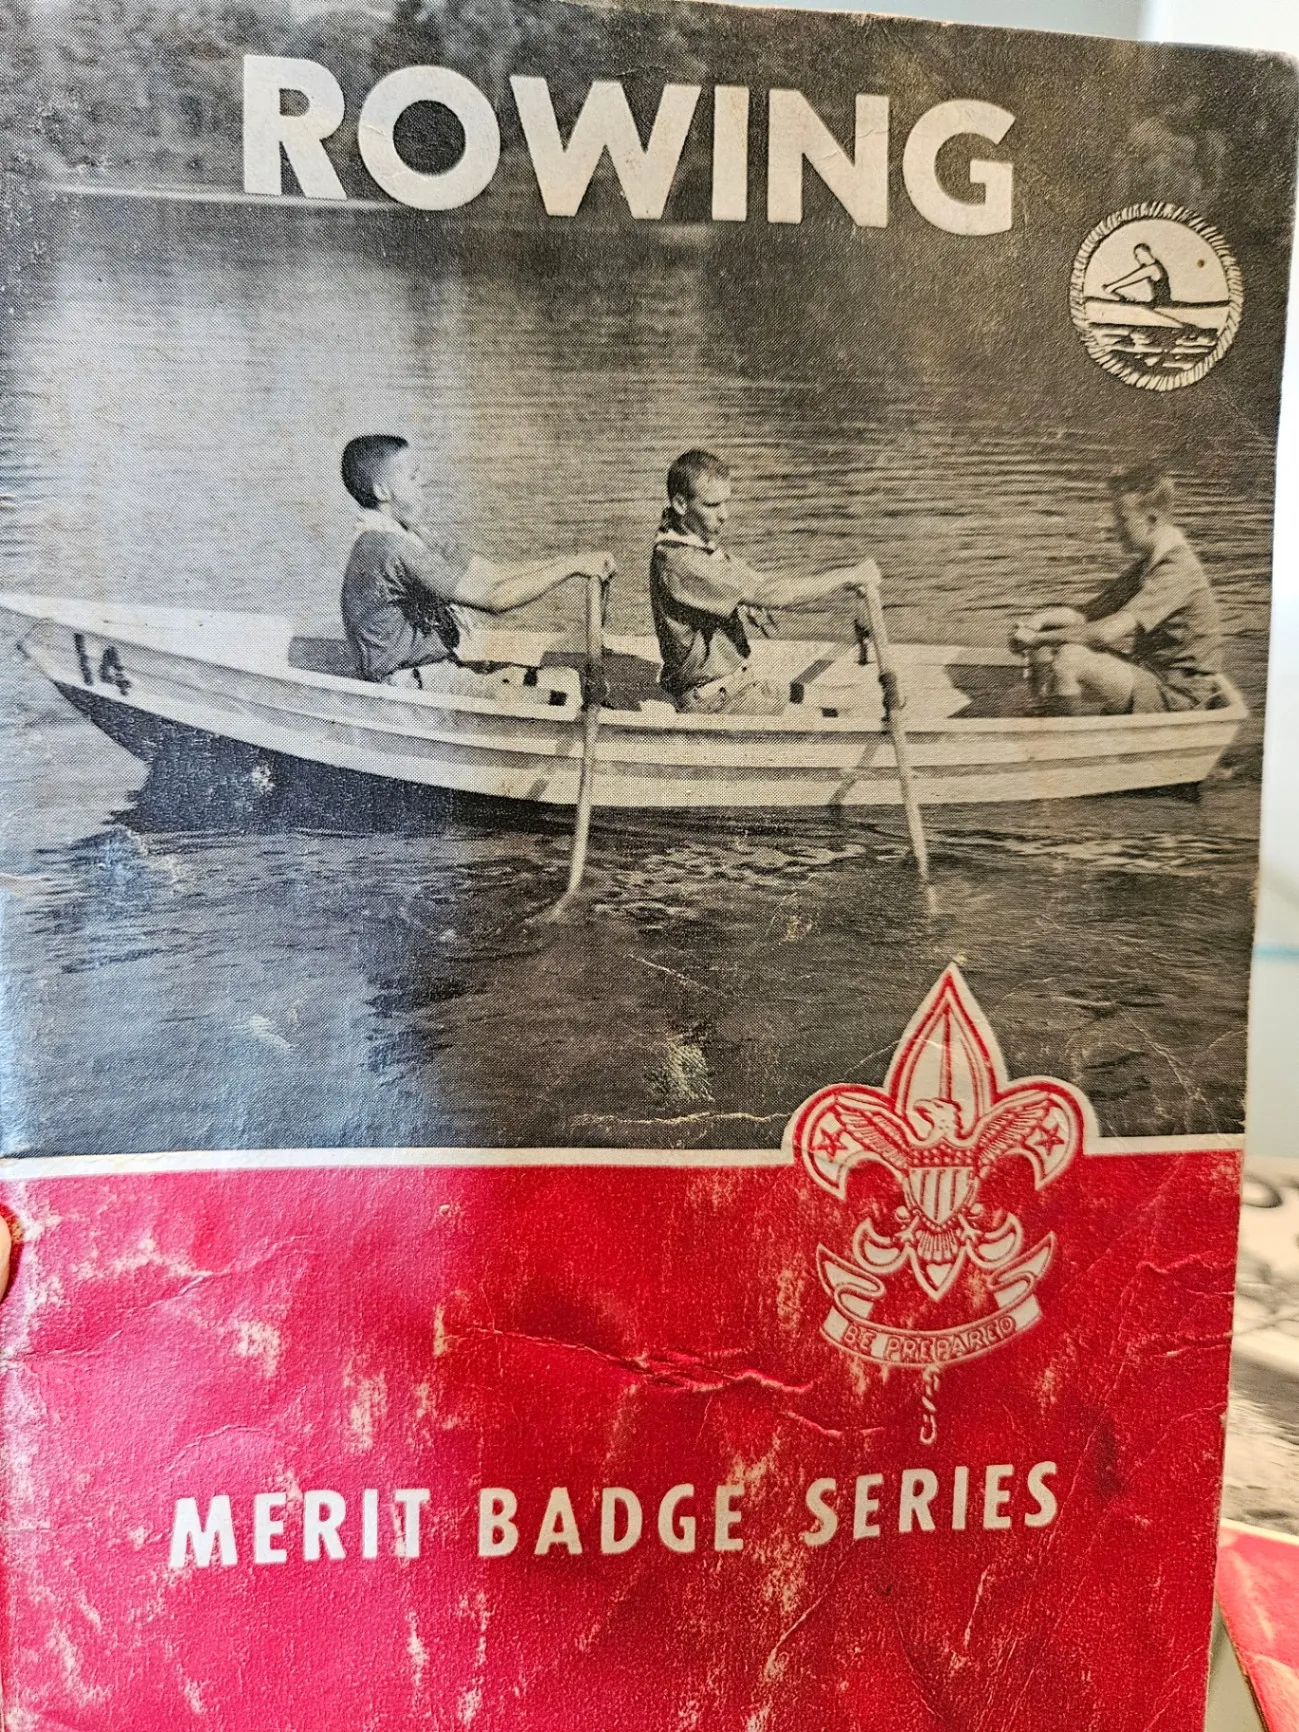 ROWING
14
BE PREPARED
MERIT BADGE SERIES